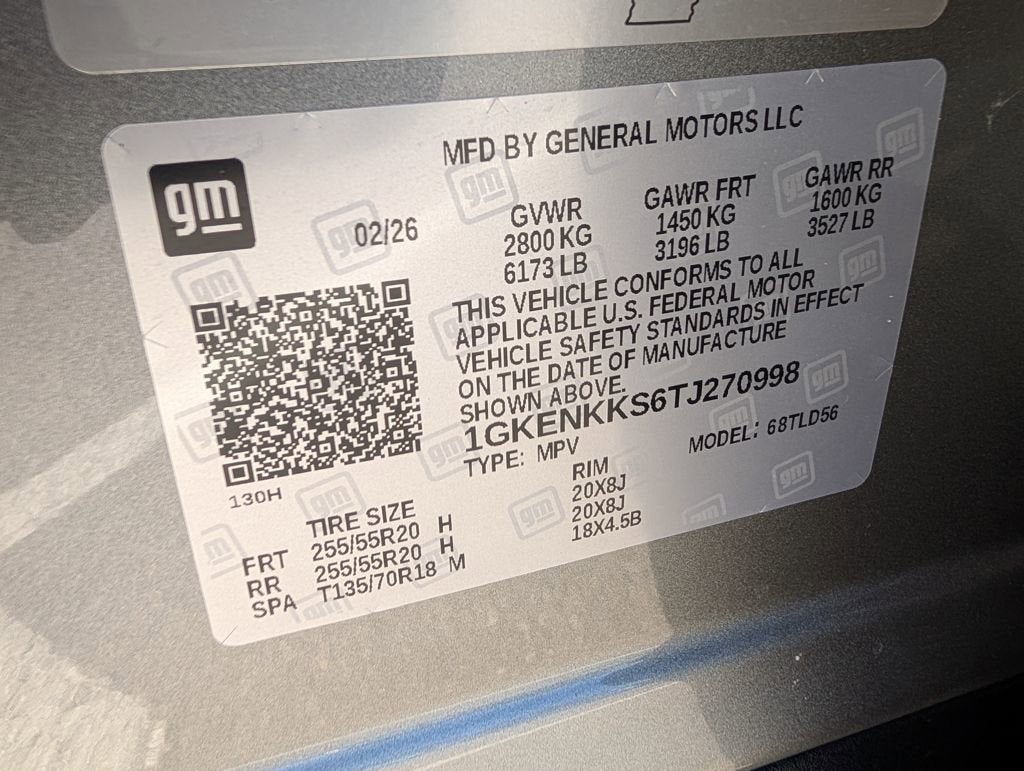 MFD BY GENERAL MOTORS LLC
gm
02/26
GVWR GAWR FRT GAWR RR
2800 KG 1450 KG 1600 KG
6173 LB 3196 LB 3527 LB
THIS VEHICLE CONFORMS TO ALL
APPLICABLE U.S. FEDERAL MOTOR
VEHICLE SAFETY STANDARDS IN EFFECT
ON THE DATE OF MANUFACTURE
SHOWN ABOVE.
1GKENKKS6TJ270998
TYPE: MPV MODEL: 68TLD56
130H
TIRE SIZE RIM
FRT 255/55R20 H 20X8J
RR 255/55R20 H 20X8J
SPA T135/70R18 M 18X4.5B